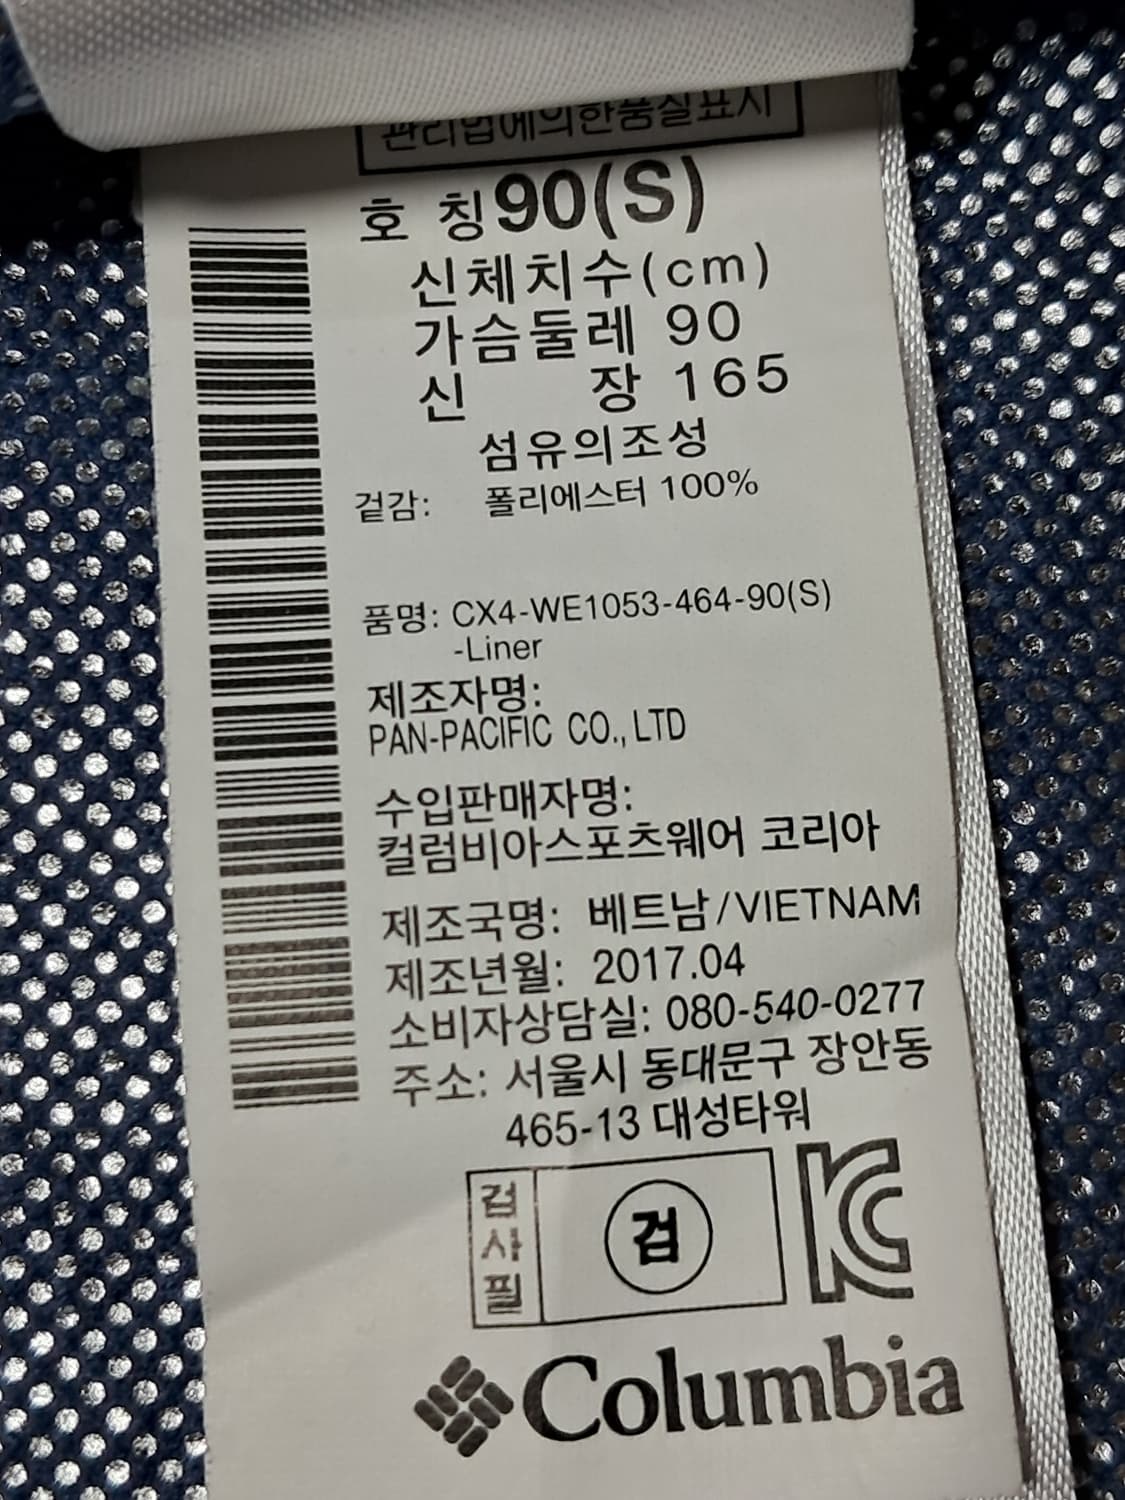 관리법에의한품질표시
호 칭 90(S)
신체치수(cm)
가슴둘레 90
신 장 165
섬유의조성
겉감: 폴리에스터 100%
품명: CX4-WE1053-464-90(S)
-Liner
제조자명:
PAN-PACIFIC CO., LTD
수입판매자명:
컬럼비아스포츠웨어 코리아
제조국명: 베트남/VIETNAM
제조년월: 2017.04
소비자상담실: 080-540-0277
주소: 서울시 동대문구 장안동
465-13 대성타워
검사필
검
KC
Columbia